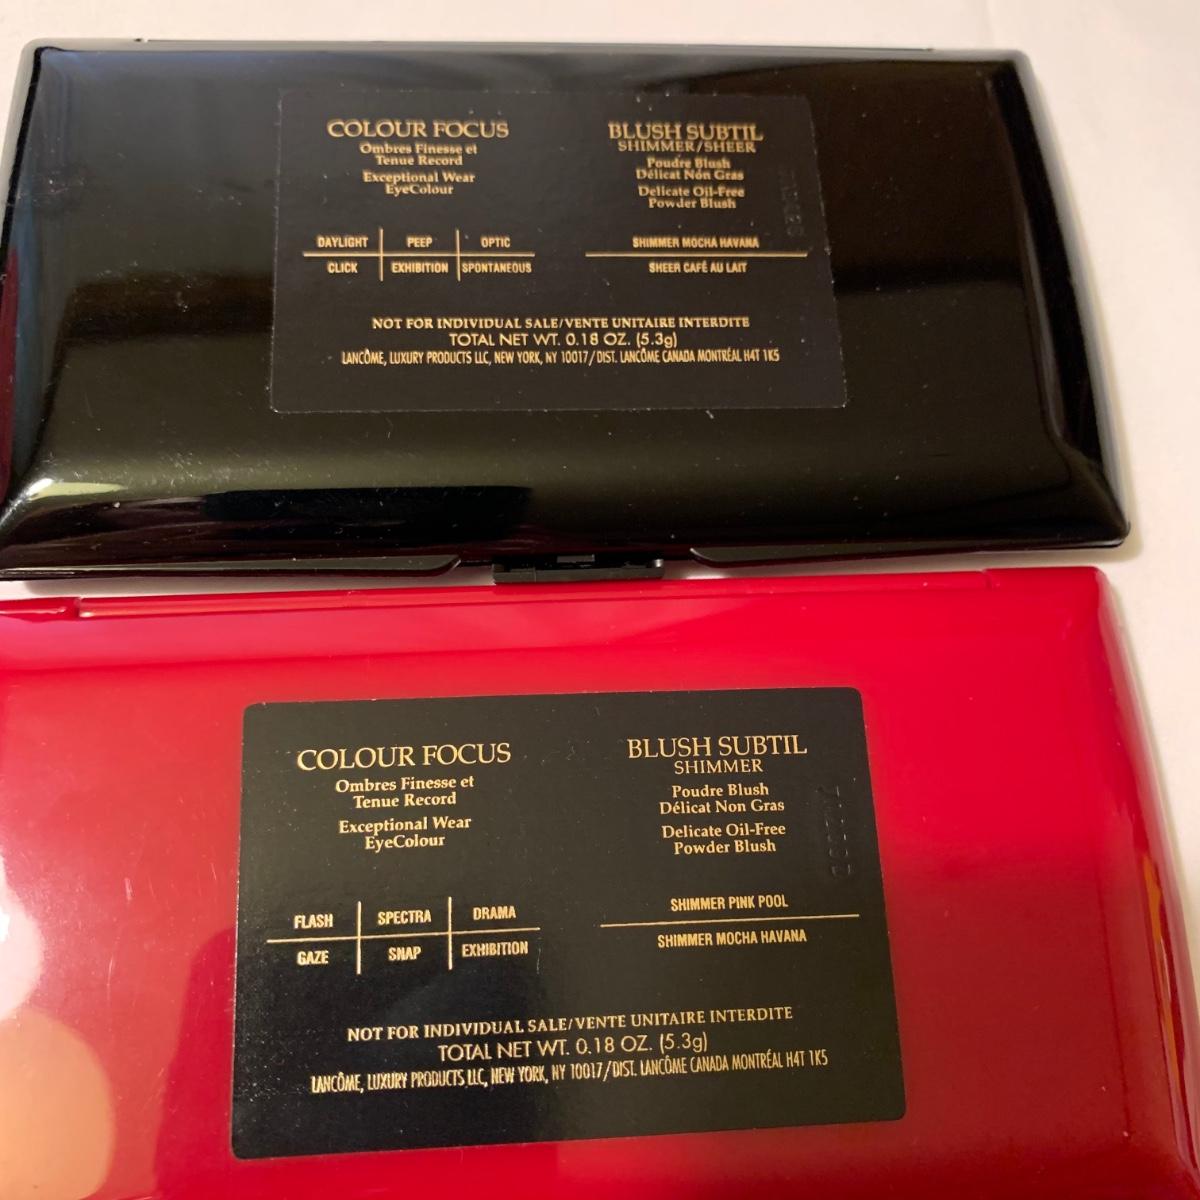 COLOUR FOCUS
Ombres Finesse et
Tenue Record
Exceptional Wear
EyeColour
BLUSH SUBTIL
SHIMMER/SHEER
Poudre Blush
Délicat Non Gras
Delicate Oil-Free
Powder Blush
DAYLIGHT PEEP OPTIC
CLICK EXHIBITION SPONTANEOUS
SHIMMER MOCHA HAVANA
SHEER CAFÉ AU LAIT
NOT FOR INDIVIDUAL SALE/VENTE UNITAIRE INTERDITE
TOTAL NET WT. 0.18 OZ. (5.3g)
LANCÔME, LUXURY PRODUCTS LLC, NEW YORK, NY 10017/DIST. LANCÔME CANADA MONTRÉAL H4T 1K5
COLOUR FOCUS
Ombres Finesse et
Tenue Record
Exceptional Wear
EyeColour
BLUSH SUBTIL
SHIMMER
Poudre Blush
Délicat Non Gras
Delicate Oil-Free
Powder Blush
FLASH SPECTRA DRAMA
GAZE SNAP EXHIBITION
SHIMMER PINK POOL
SHIMMER MOCHA HAVANA
NOT FOR INDIVIDUAL SALE/VENTE UNITAIRE INTERDITE
TOTAL NET WT. 0.18 OZ. (5.3g)
LANCÔME, LUXURY PRODUCTS LLC, NEW YORK, NY 10017/DIST. LANCÔME CANADA MONTRÉAL H4T 1K5